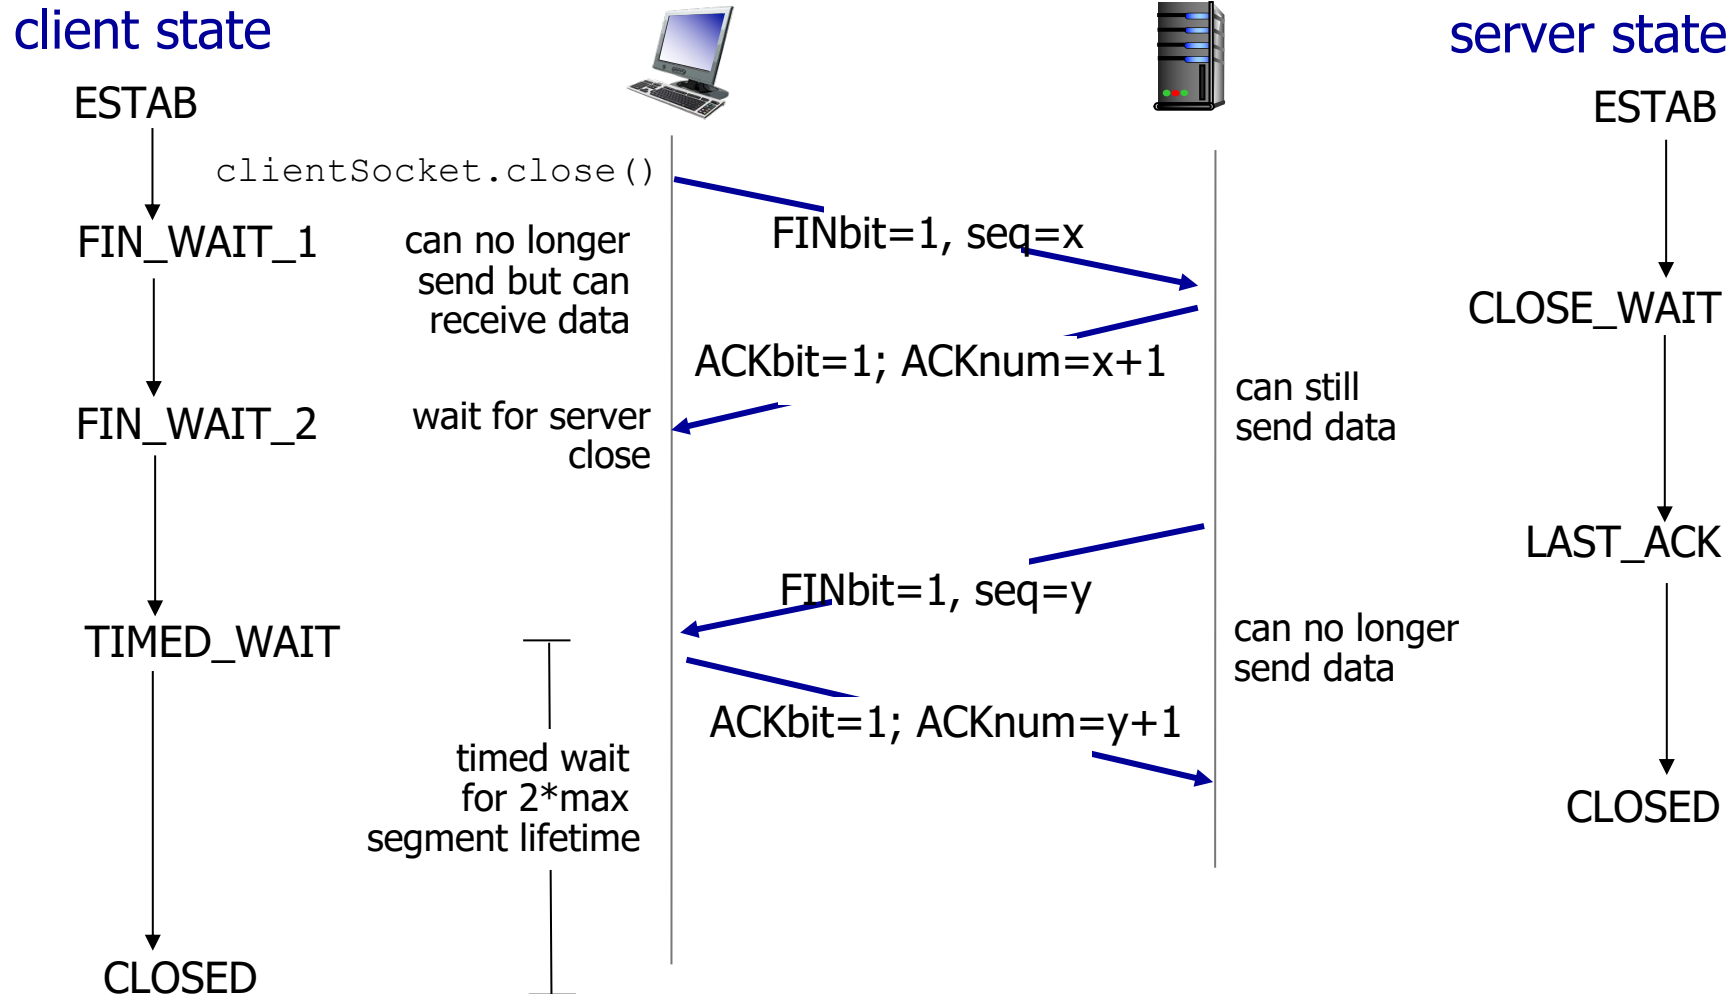 client state
server state
ESTAB
ESTAB
clientSocket.close()
FINbit=1, seq=x
FIN_WAIT_1
can no longer
send but can
receive data
CLOSE_WAIT
ACKbit=1; ACKnum=x+1
can still
send data
FIN_WAIT_2
wait for server
close
LAST_ACK
FINbit=1, seq=y
can no longer
send data
TIMED_WAIT
ACKbit=1; ACKnum=y+1
timed wait
for 2*max
segment lifetime
CLOSED
CLOSED